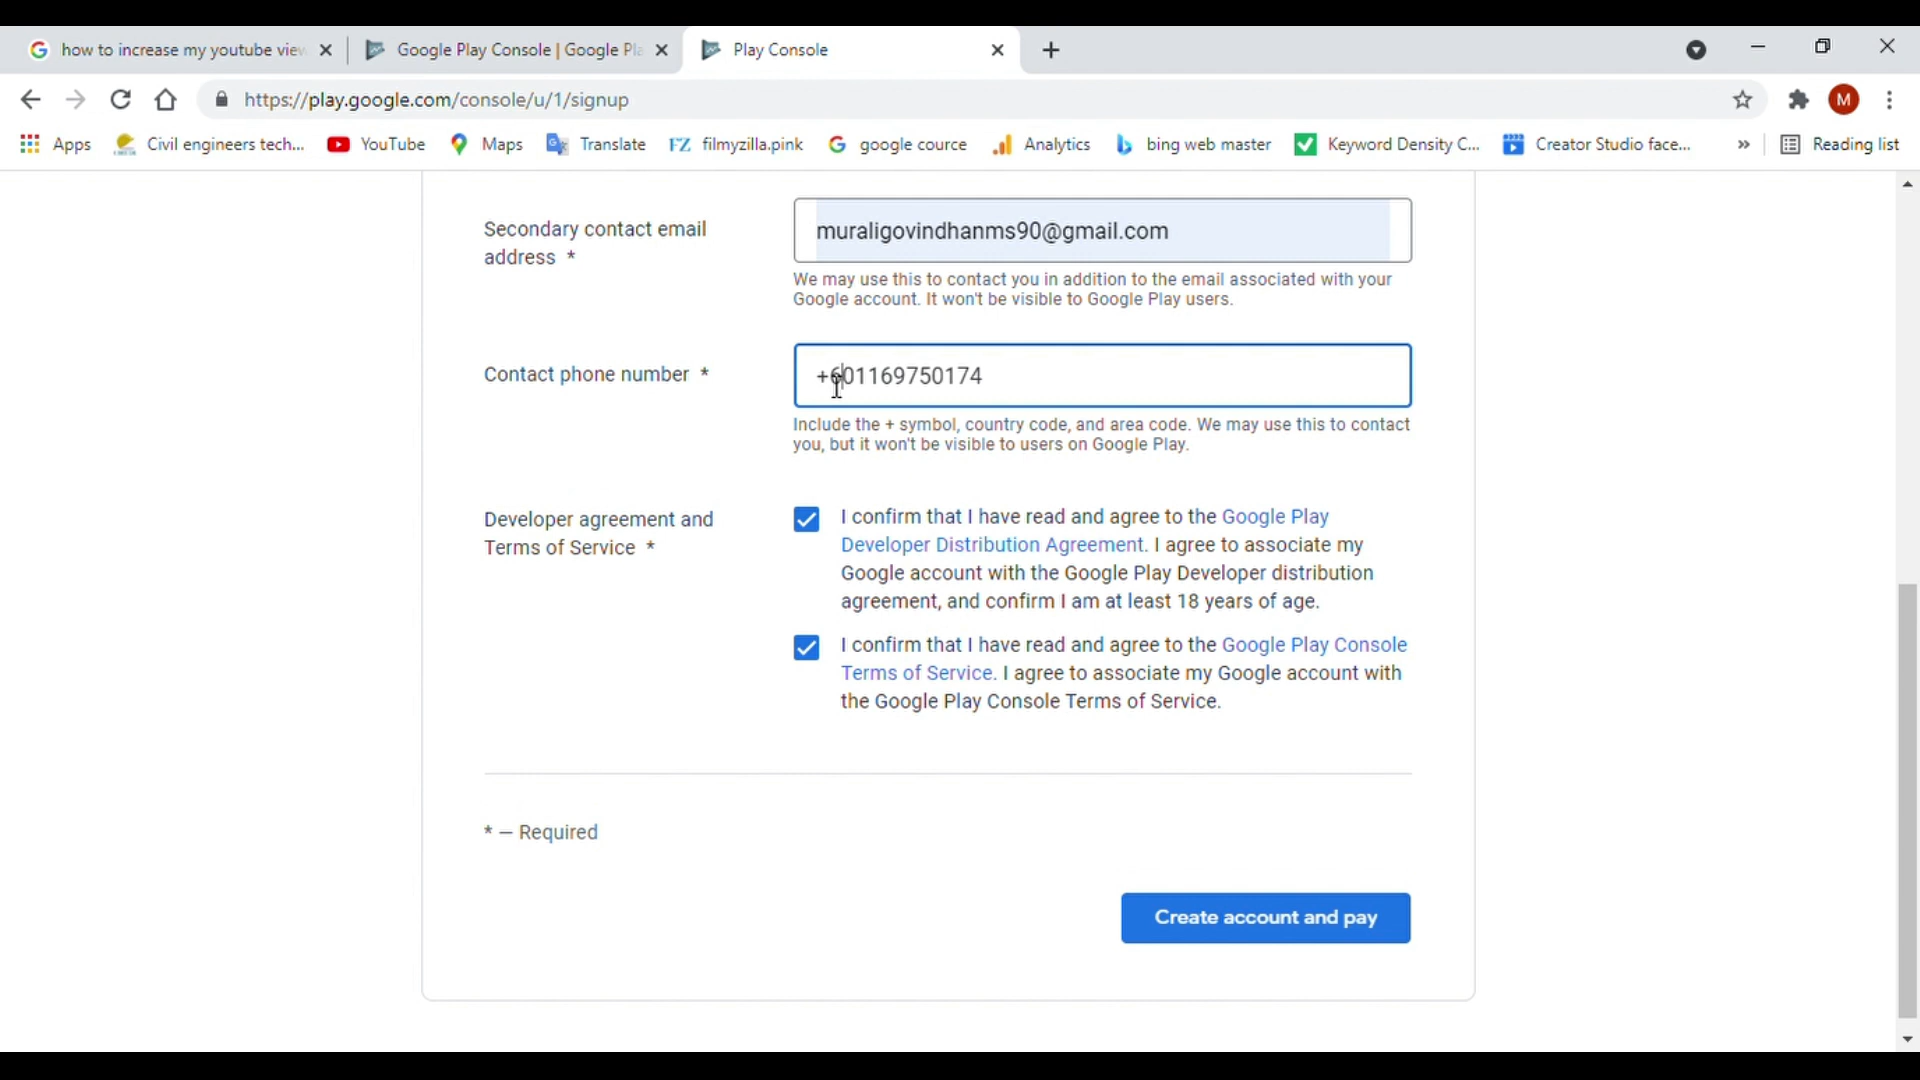 how to increase my youtube view
Google Play Console | Google Pla
Play Console
https://play.google.com/console/u/1/signup
M
Apps
Civil engineers tech...
YouTube
Maps
Translate
FZ filmyzilla.pink
google cource
Analytics
bing web master
Keyword Density C...
Creator Studio face...
»
Reading list
Secondary contact email
address *
muraligovindhanms90@gmail.com
We may use this to contact you in addition to the email associated with your
Google account. It won't be visible to Google Play users.
Contact phone number *
+601169750174
Include the + symbol, country code, and area code. We may use this to contact
you, but it won't be visible to users on Google Play.
Developer agreement and
Terms of Service *
I confirm that I have read and agree to the Google Play
Developer Distribution Agreement. I agree to associate my
Google account with the Google Play Developer distribution
agreement, and confirm I am at least 18 years of age.
I confirm that I have read and agree to the Google Play Console
Terms of Service. I agree to associate my Google account with
the Google Play Console Terms of Service.
* — Required
Create account and pay